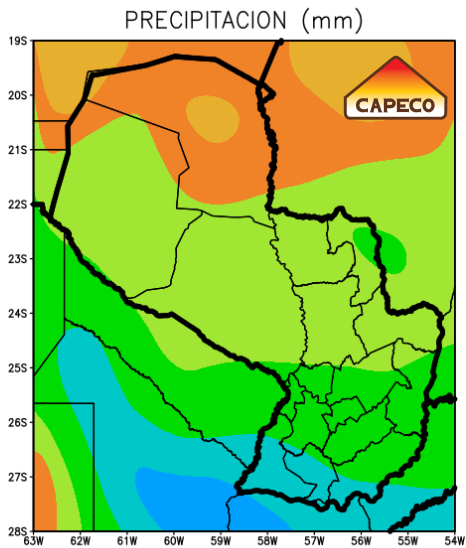 PRECIPITACION (mm)
CAPECO
19S
20S
21S
22S
23S
24S
25S
26S
27S
28S
63W 62W 61W 60W 59W 58W 57W 56W 55W 54W